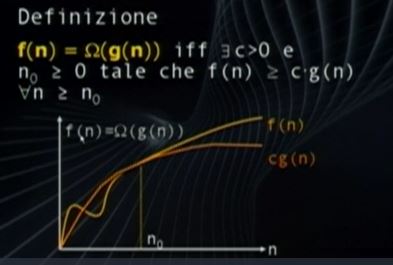 Definizione
f(n) = Ω(g(n)) iff ∃c>0 e
n₀ ≥ 0 tale che f(n) ≥ c·g(n)
∀n ≥ n₀
f(n)=Ω(g(n))
f(n)
cg(n)
n₀
n